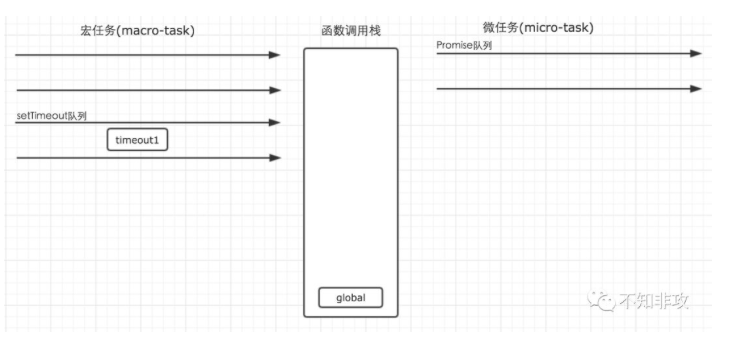 宏任务(macro-task)
函数调用栈
微任务(micro-task)
Promise队列
setTimeout队列
timeout1
global
不知非攻